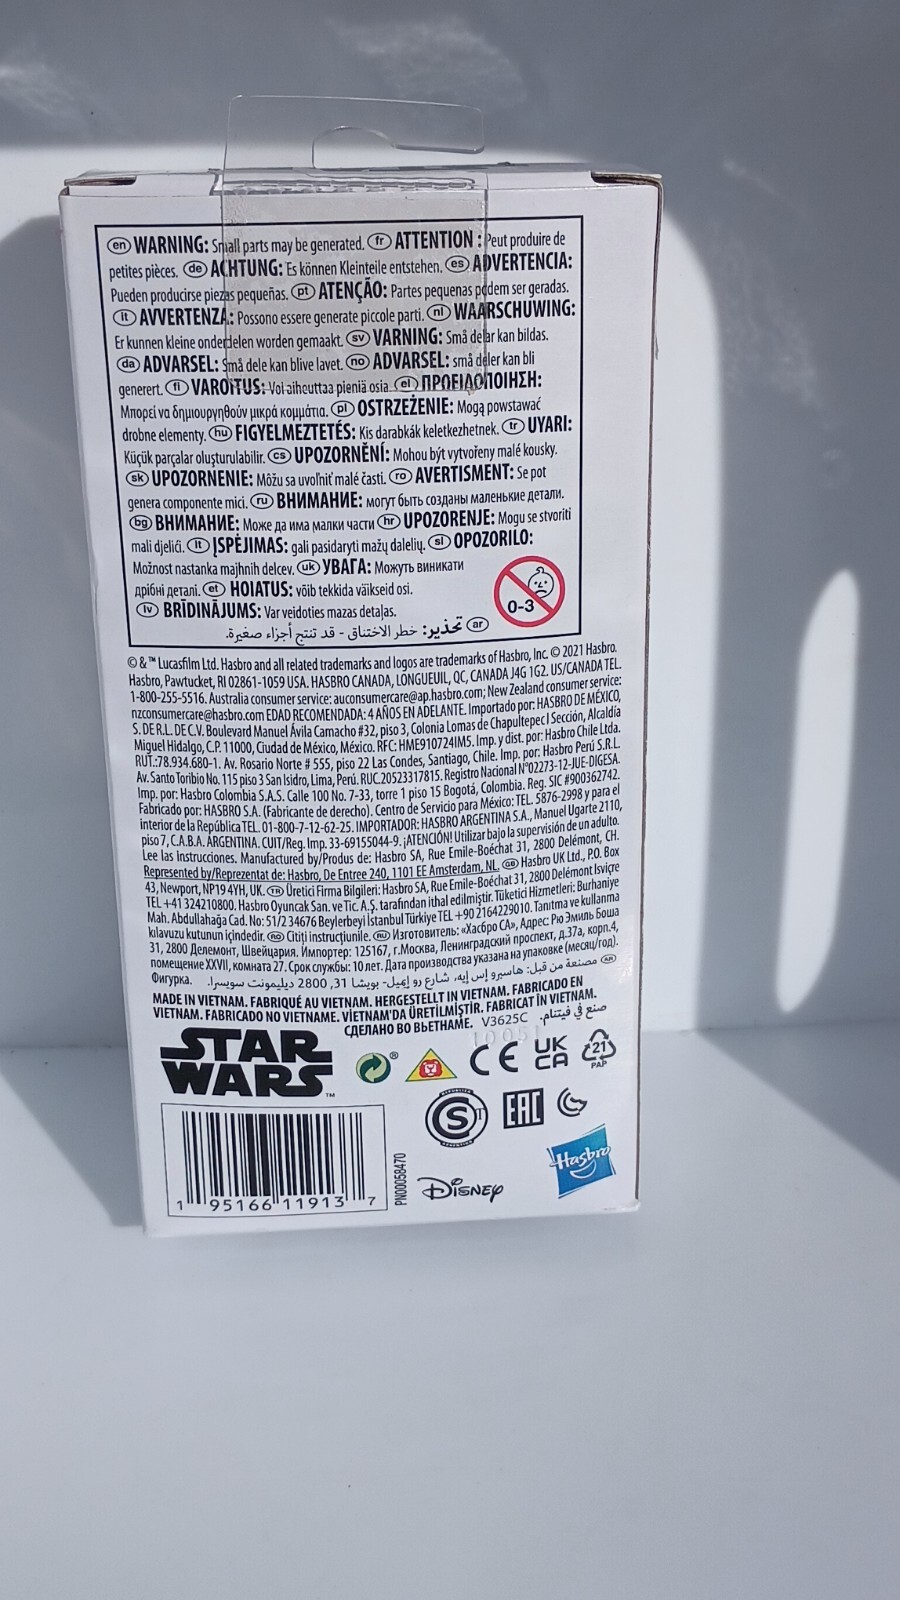 en WARNING: Small parts may be generated. fr ATTENTION : Peut produire de
petites pièces. de ACHTUNG: Es können Kleinteile entstehen. es ADVERTENCIA:
Pueden producirse piezas pequeñas. pt ATENÇÃO: Partes pequenas podem ser geradas.
it AVVERTENZA: Possono essere generate piccole parti. nl WAARSCHUWING:
Er kunnen kleine onderdelen worden gemaakt. sv VARNING: Små delar kan bildas.
da ADVARSEL: Små dele kan blive lavet. no ADVARSEL: små deler kan bli
generert. fi VAROITUS: Voi aiheuttaa pieniä osia. el ΠΡΟΕΙΔΟΠΟΙΗΣΗ:
Μπορεί να δημιουργηθούν μικρά κομμάτια. pl OSTRZEŻENIE: Mogą powstawać
drobne elementy. hu FIGYELMEZTETÉS: Kis darabkák keletkezhetnek. tr UYARI:
Küçük parçalar oluşturulabilir. cs UPOZORNĚNÍ: Mohou být vytvořeny malé kousky.
sk UPOZORNENIE: Môžu sa uvoľniť malé časti. ro AVERTISMENT: Se pot
genera componente mici. ru ВНИМАНИЕ: могут быть созданы маленькие детали.
bg ВНИМАНИЕ: Може да има малки части hr UPOZORENJE: Mogu se stvoriti
mali djelići. lt ĮSPĖJIMAS: gali pasidaryti mažų dalelių. sl OPOZORILO:
Možnost nastanka majhnih delcev. uk УВАГА: Можуть виникати
дрібні деталі. et HOIATUS: võib tekkida väikseid osi.
lv BRĪDINĀJUMS: Var veidoties mazas detaļas.
ar تحذير: خطر الاختناق - قد تنتج أجزاء صغيرة.
0-3
© & ™ Lucasfilm Ltd. Hasbro and all related trademarks and logos are trademarks of Hasbro, Inc. © 2021 Hasbro.
Hasbro, Pawtucket, RI 02861-1059 USA. HASBRO CANADA, LONGUEUIL, QC, CANADA J4G 1G2. US/CANADA TEL.
1-800-255-5516. Australia consumer service: auconsumercare@ap.hasbro.com; New Zealand consumer service:
nzconsumercare@hasbro.com EDAD RECOMENDADA: 4 AÑOS EN ADELANTE. Importado por: HASBRO DE MÉXICO,
S. DE R.L. DE C.V. Boulevard Manuel Ávila Camacho #32, piso 3, Colonia Lomas de Chapultepec I Sección, Alcaldía
Miguel Hidalgo, C.P. 11000, Ciudad de México, México. RFC: HME910724IM5. Imp. y dist. por: Hasbro Chile Ltda.
RUT.:78.934.680-1. Av. Rosario Norte # 555, piso 22 Las Condes, Santiago, Chile. Imp. por: Hasbro Perú S.R.L.
Av. Santo Toribio No. 115 piso 3 San Isidro, Lima, Perú. RUC.20523317815. Registro Nacional N°02273-12-JUE-DIGESA.
Imp. por: Hasbro Colombia S.A.S. Calle 100 No. 7-33, torre 1 piso 15 Bogotá, Colombia. Reg. SIC #900362742.
Fabricado por: HASBRO S.A. (Fabricante de derecho). Centro de Servicio para México: TEL. 5876-2998 y para el
interior de la República TEL. 01-800-7-12-62-25. IMPORTADOR: HASBRO ARGENTINA S.A., Manuel Ugarte 2110,
piso 7, C.A.B.A. ARGENTINA. CUIT/Reg. Imp. 33-69155044-9. ¡ATENCIÓN! Utilizar bajo la supervisión de un adulto.
Lee las instrucciones. Manufactured by/Produs de: Hasbro SA, Rue Emile-Boéchat 31, 2800 Delémont, CH.
Represented by/Reprezentat de: Hasbro, De Entree 240, 1101 EE Amsterdam, NL. GB Hasbro UK Ltd., P.O. Box
43, Newport, NP19 4YH, UK. TR Üretici Firma Bilgileri: Hasbro SA, Rue Emile-Boéchat 31, 2800 Delémont İsviçre
TEL +41 324210800. Hasbro Oyuncak San. ve Tic. A.Ş. tarafından ithal edilmiştir. Tüketici Hizmetleri: Burhaniye
Mah. Abdullahağa Cad. No: 51/2 34676 Beylerbeyi İstanbul Türkiye TEL +90 2164229010. Tanıtma ve kullanma
kılavuzu kutunun içindedir. RO Citiți instrucțiunile. RU Изготовитель: «Хасбро СА», Адрес: Рю Эмиль Боша
31, 2800 Делемонт, Швейцария. Импортер: 125167, г.Москва, Ленинградский проспект, д.37а, корп.4,
помещение XXVII, комната 27. Срок службы: 10 лет. Дата производства указана на упаковке (месяц/год).
Фигурка. AR مصنعة من قبل: هاسبرو إس إيه، شارع رو إيميل- بويشا 31, 2800 ديليمونت سويسرا.
MADE IN VIETNAM. FABRIQUÉ AU VIETNAM. HERGESTELLT IN VIETNAM. FABRICADO EN
VIETNAM. FABRICADO NO VIETNAME. VİETNAM'DA ÜRETİLMİŞTİR. FABRICAT ÎN VIETNAM.
СДЕЛАНО ВО ВЬЕТНАМЕ. V3625C صنع في فيتنام.
10051
STAR
WARS™
®
CE
UK
CA
21
PAP
S
EAC
Hasbro
1 95166 11913 7
PN00058470
Disney